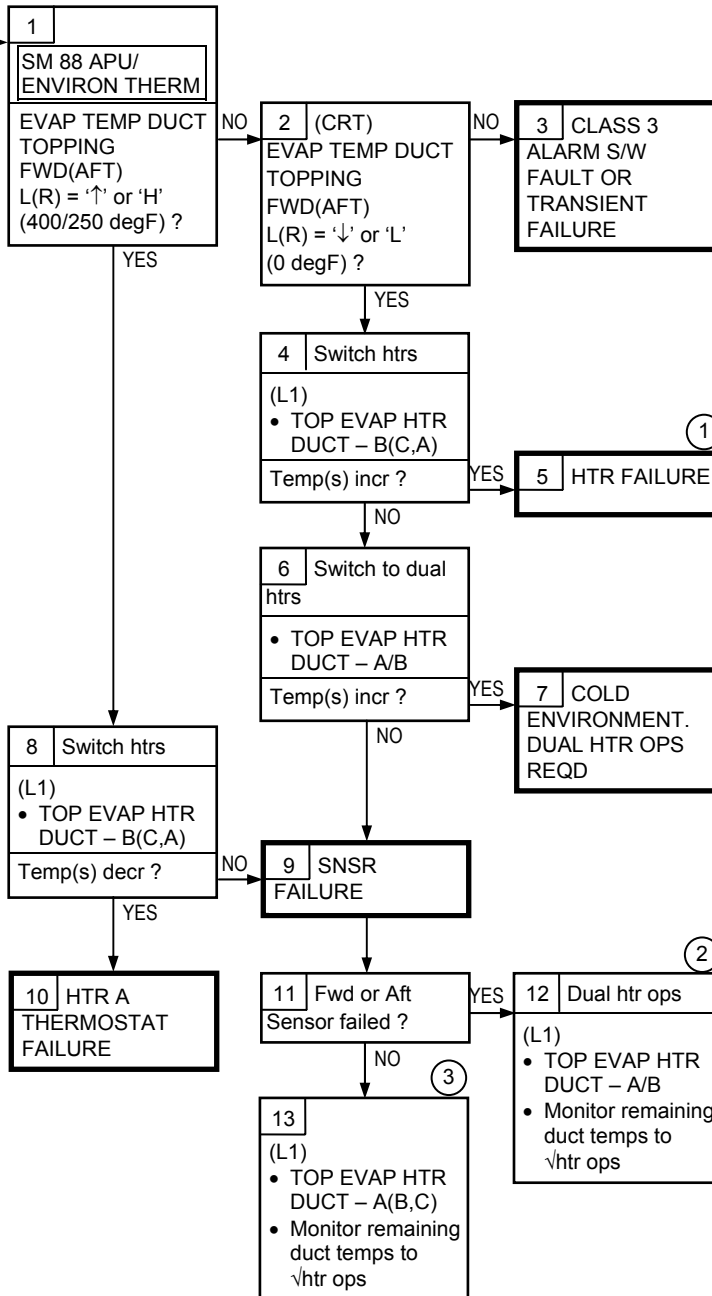 1
SM 88 APU/
ENVIRON THERM
EVAP TEMP DUCT
TOPPING
FWD(AFT)
L(R) = ‘↑’ or ‘H’
(400/250 degF) ?
NO
YES
2 (CRT)
EVAP TEMP DUCT
TOPPING
FWD(AFT)
L(R) = ‘↓’ or ‘L’
(0 degF) ?
NO
YES
3 CLASS 3
ALARM S/W
FAULT OR
TRANSIENT
FAILURE
4 Switch htrs
(L1)
• TOP EVAP HTR
DUCT – B(C,A)
Temp(s) incr ?
YES
NO
1
5 HTR FAILURE
6 Switch to dual
htrs
• TOP EVAP HTR
DUCT – A/B
Temp(s) incr ?
YES
NO
7 COLD
ENVIRONMENT.
DUAL HTR OPS
REQD
8 Switch htrs
(L1)
• TOP EVAP HTR
DUCT – B(C,A)
Temp(s) decr ?
NO
YES
9 SNSR
FAILURE
10 HTR A
THERMOSTAT
FAILURE
11 Fwd or Aft
Sensor failed ?
YES
NO
2
12 Dual htr ops
(L1)
• TOP EVAP HTR
DUCT – A/B
• Monitor remaining
duct temps to
√htr ops
3
13
(L1)
• TOP EVAP HTR
DUCT – A(B,C)
• Monitor remaining
duct temps to
√htr ops